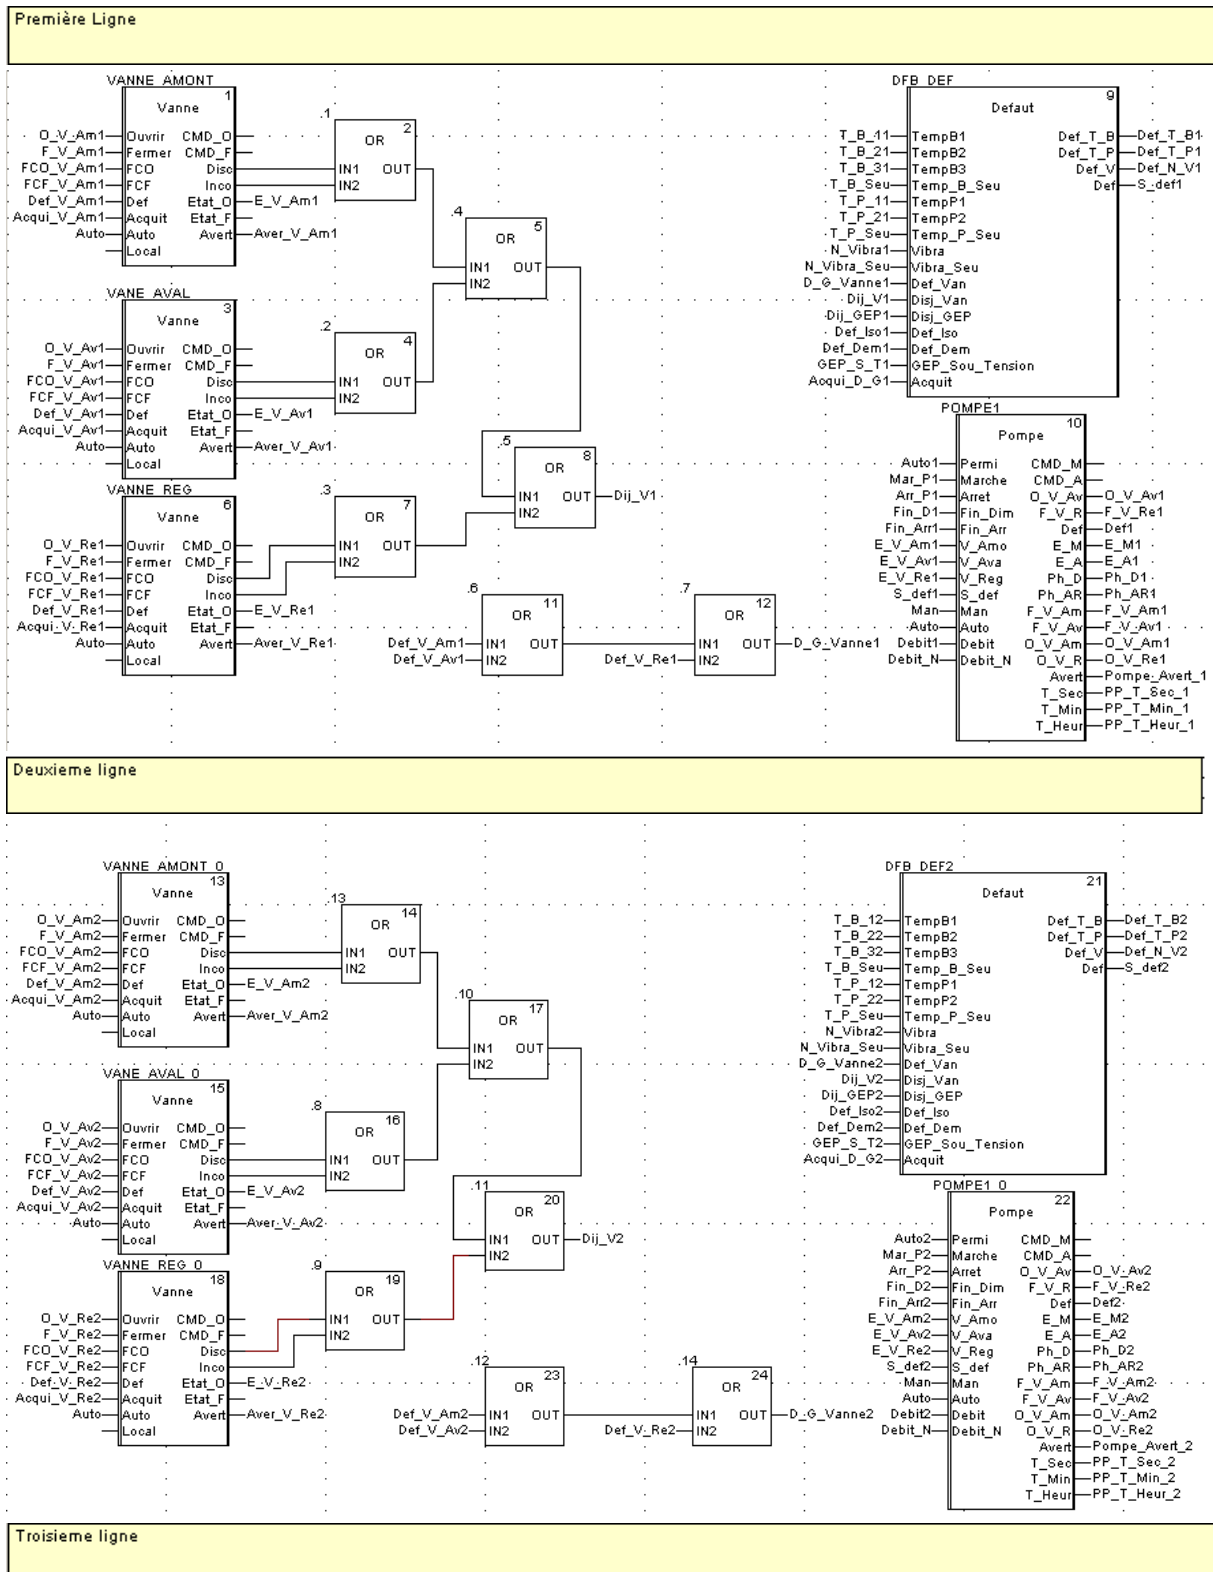 Première Ligne
VANNE_AMONT
1
Vanne
O_V_Am1 Ouvrir CMD_O
F_V_Am1 Fermer CMD_F
FCO_V_Am1 FCO Disc
FCF_V_Am1 FCF Inco
Def_V_Am1 Def Etat_O E_V_Am1
Acqui_V_Am1 Acquit Etat_F
Auto Auto Avert Aver_V_Am1
Local
.1
2
OR
IN1 OUT
IN2
.4
5
OR
IN1 OUT
IN2
VANE_AVAL
3
Vanne
O_V_Av1 Ouvrir CMD_O
F_V_Av1 Fermer CMD_F
FCO_V_Av1 FCO Disc
FCF_V_Av1 FCF Inco
Def_V_Av1 Def Etat_O E_V_Av1
Acqui_V_Av1 Acquit Etat_F
Auto Auto Avert Aver_V_Av1
Local
.2
4
OR
IN1 OUT
IN2
.5
8
OR
IN1 OUT Dij_V1
IN2
VANNE_REG
6
Vanne
O_V_Re1 Ouvrir CMD_O
F_V_Re1 Fermer CMD_F
FCO_V_Re1 FCO Disc
FCF_V_Re1 FCF Inco
Def_V_Re1 Def Etat_O E_V_Re1
Acqui_V_Re1 Acquit Etat_F
Auto Auto Avert Aver_V_Re1
Local
.3
7
OR
IN1 OUT
IN2
.6
11
OR
Def_V_Am1 IN1 OUT
Def_V_Av1 IN2
.7
12
OR
IN1 OUT D_G_Vanne1
Def_V_Re1 IN2
DFB_DEF
9
Defaut
T_B_11 TempB1 Def_T_B Def_T_B1
T_B_21 TempB2 Def_T_P Def_T_P1
T_B_31 TempB3 Def_V Def_N_V1
T_B_Seu Temp_B_Seu Def S_def1
T_P_11 TempP1
T_P_21 TempP2
T_P_Seu Temp_P_Seu
N_Vibra1 Vibra
N_Vibra_Seu Vibra_Seu
D_G_Vanne1 Def_Van
Dij_V1 Disj_Van
Dij_GEP1 Disj_GEP
Def_Iso1 Def_Iso
Def_Dem1 Def_Dem
GEP_S_T1 GEP_Sou_Tension
Acqui_D_G1 Acquit
POMPE1
10
Pompe
Auto1 Permi CMD_M
Mar_P1 Marche CMD_A
Arr_P1 Arret O_V_Av O_V_Av1
Fin_D1 Fin_Dim F_V_R F_V_Re1
Fin_Arr1 Fin_Arr Def Def1
E_V_Am1 V_Amo E_M E_M1
E_V_Av1 V_Ava E_A E_A1
E_V_Re1 V_Reg Ph_D Ph_D1
S_def1 S_def Ph_AR Ph_AR1
Man Man F_V_Am F_V_Am1
Auto Auto F_V_Av F_V_Av1
Debit1 Debit O_V_Am O_V_Am1
Debit_N Debit_N O_V_R O_V_Re1
Avert Pompe_Avert_1
T_Sec PP_T_Sec_1
T_Min PP_T_Min_1
T_Heur PP_T_Heur_1
Deuxieme ligne
VANNE_AMONT_0
13
Vanne
O_V_Am2 Ouvrir CMD_O
F_V_Am2 Fermer CMD_F
FCO_V_Am2 FCO Disc
FCF_V_Am2 FCF Inco
Def_V_Am2 Def Etat_O E_V_Am2
Acqui_V_Am2 Acquit Etat_F
Auto Auto Avert Aver_V_Am2
Local
.13
14
OR
IN1 OUT
IN2
.10
17
OR
IN1 OUT
IN2
VANE_AVAL_0
15
Vanne
O_V_Av2 Ouvrir CMD_O
F_V_Av2 Fermer CMD_F
FCO_V_Av2 FCO Disc
FCF_V_Av2 FCF Inco
Def_V_Av2 Def Etat_O E_V_Av2
Acqui_V_Av2 Acquit Etat_F
Auto Auto Avert Aver_V_Av2
Local
.8
16
OR
IN1 OUT
IN2
.11
20
OR
IN1 OUT Dij_V2
IN2
VANNE_REG_0
18
Vanne
O_V_Re2 Ouvrir CMD_O
F_V_Re2 Fermer CMD_F
FCO_V_Re2 FCO Disc
FCF_V_Re2 FCF Inco
Def_V_Re2 Def Etat_O E_V_Re2
Acqui_V_Re2 Acquit Etat_F
Auto Auto Avert Aver_V_Re2
Local
.9
19
OR
IN1 OUT
IN2
.12
23
OR
Def_V_Am2 IN1 OUT
Def_V_Av2 IN2
.14
24
OR
IN1 OUT D_G_Vanne2
Def_V_Re2 IN2
DFB_DEF2
21
Defaut
T_B_12 TempB1 Def_T_B Def_T_B2
T_B_22 TempB2 Def_T_P Def_T_P2
T_B_32 TempB3 Def_V Def_N_V2
T_B_Seu Temp_B_Seu Def S_def2
T_P_12 TempP1
T_P_22 TempP2
T_P_Seu Temp_P_Seu
N_Vibra2 Vibra
N_Vibra_Seu Vibra_Seu
D_G_Vanne2 Def_Van
Dij_V2 Disj_Van
Dij_GEP2 Disj_GEP
Def_Iso2 Def_Iso
Def_Dem2 Def_Dem
GEP_S_T2 GEP_Sou_Tension
Acqui_D_G2 Acquit
POMPE1_0
22
Pompe
Auto2 Permi CMD_M
Mar_P2 Marche CMD_A
Arr_P2 Arret O_V_Av O_V_Av2
Fin_D2 Fin_Dim F_V_R F_V_Re2
Fin_Arr2 Fin_Arr Def Def2
E_V_Am2 V_Amo E_M E_M2
E_V_Av2 V_Ava E_A E_A2
E_V_Re2 V_Reg Ph_D Ph_D2
S_def2 S_def Ph_AR Ph_AR2
Man Man F_V_Am F_V_Am2
Auto Auto F_V_Av F_V_Av2
Debit2 Debit O_V_Am O_V_Am2
Debit_N Debit_N O_V_R O_V_Re2
Avert Pompe_Avert_2
T_Sec PP_T_Sec_2
T_Min PP_T_Min_2
T_Heur PP_T_Heur_2
Troisieme ligne